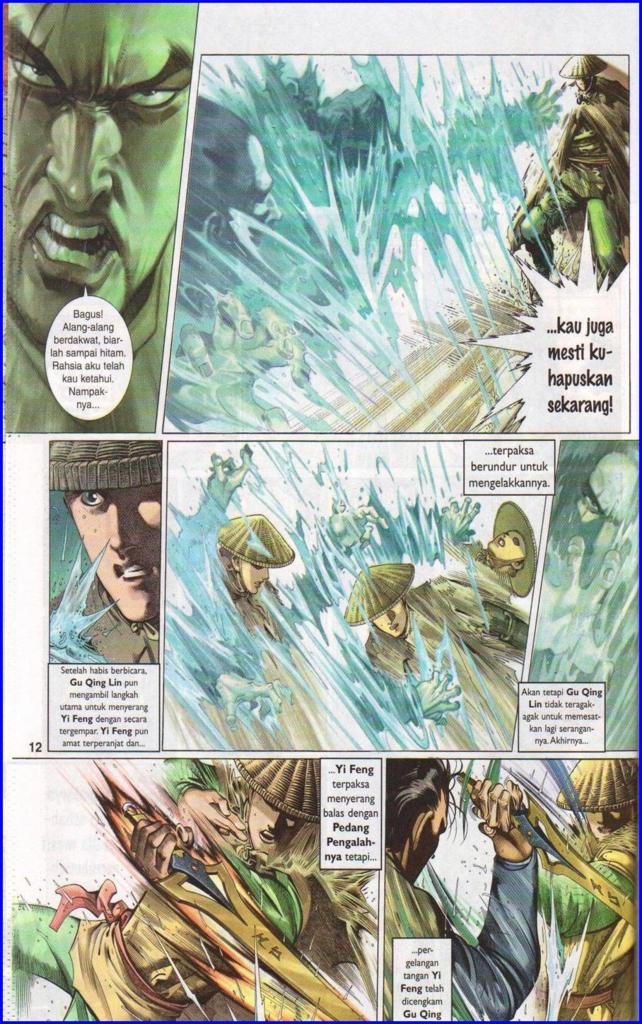 Bagus!
Alang-alang
berdakwat, biar-
lah sampai hitam.
Rahsia aku telah
kau ketahui.
Nampak-
nya...
...kau juga
mesti ku-
hapuskan
sekarang!
Setelah habis berbicara,
Gu Qing Lin pun
mengambil langkah
utama untuk menyerang
Yi Feng dengan secara
tergempar. Yi Feng pun
amat terperanjat dan...
...terpaksa
berundur untuk
mengelakkannya.
Akan tetapi Gu Qing
Lin tidak teragak-
agak untuk memesat-
kan lagi serangan-
nya. Akhirnya...
12
...Yi Feng
terpaksa
menyerang
balas dengan
Pedang
Pengalah-
nya tetapi...
...per-
gelangan
tangan Yi
Feng telah
dicengkam
Gu Qing